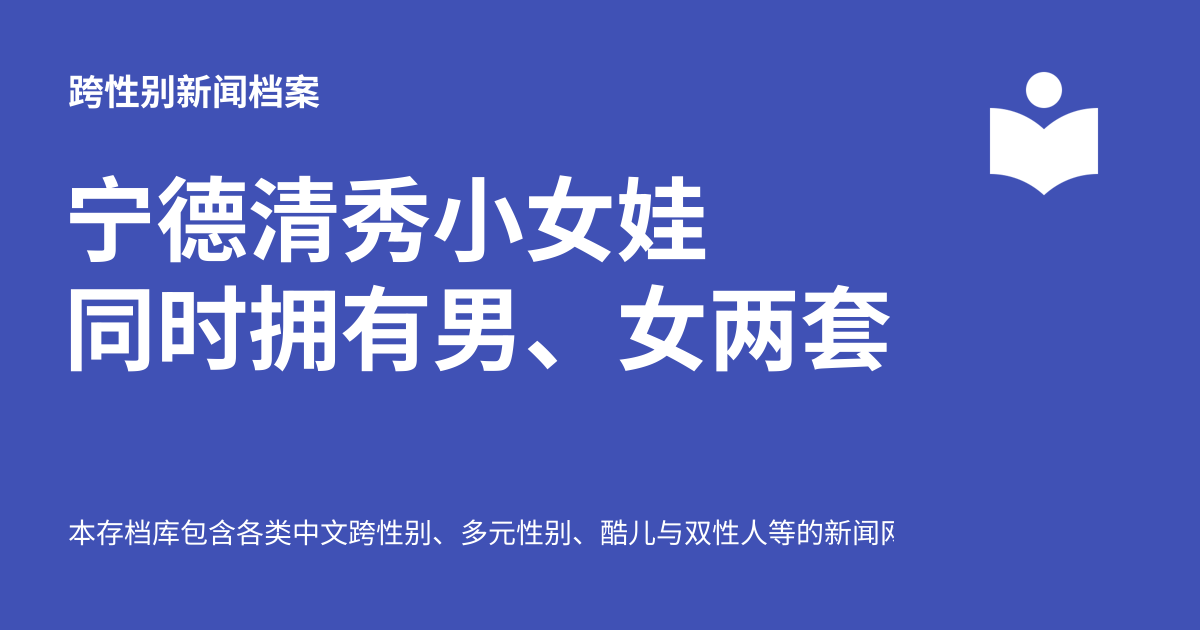 跨性别新闻档案
宁德清秀小女娃
同时拥有男、女两套
本存档库包含各类中文跨性别、多元性别、酷儿与双性人等的新闻网